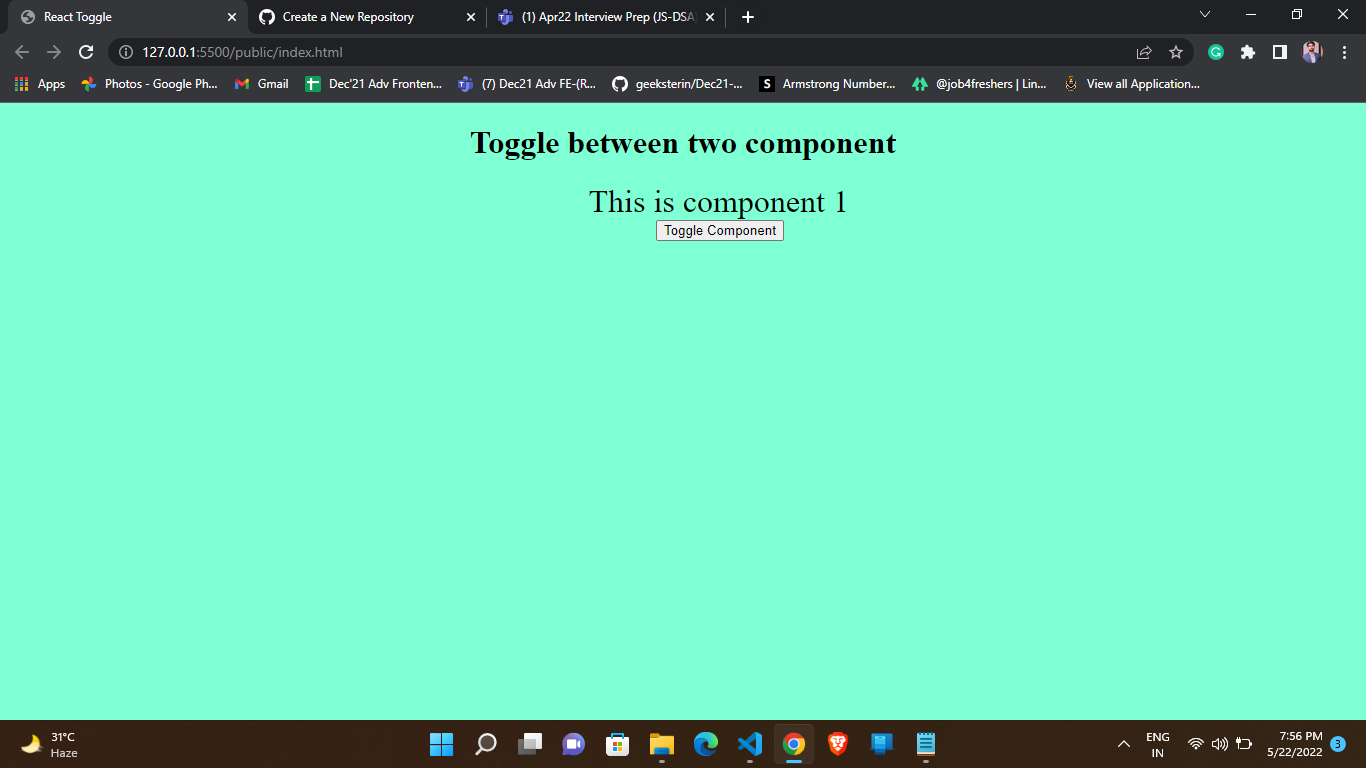 React Toggle
Create a New Repository
(1) Apr22 Interview Prep (JS-DSA)
127.0.0.1:5500/public/index.html
Apps
Photos - Google Ph...
Gmail
Dec'21 Adv Fronten...
(7) Dec21 Adv FE-(R...
geeksterin/Dec21-...
Armstrong Number...
@job4freshers | Lin...
View all Application...
Toggle between two component
This is component 1
Toggle Component
31°C
Haze
ENG
IN
7:56 PM
5/22/2022
3